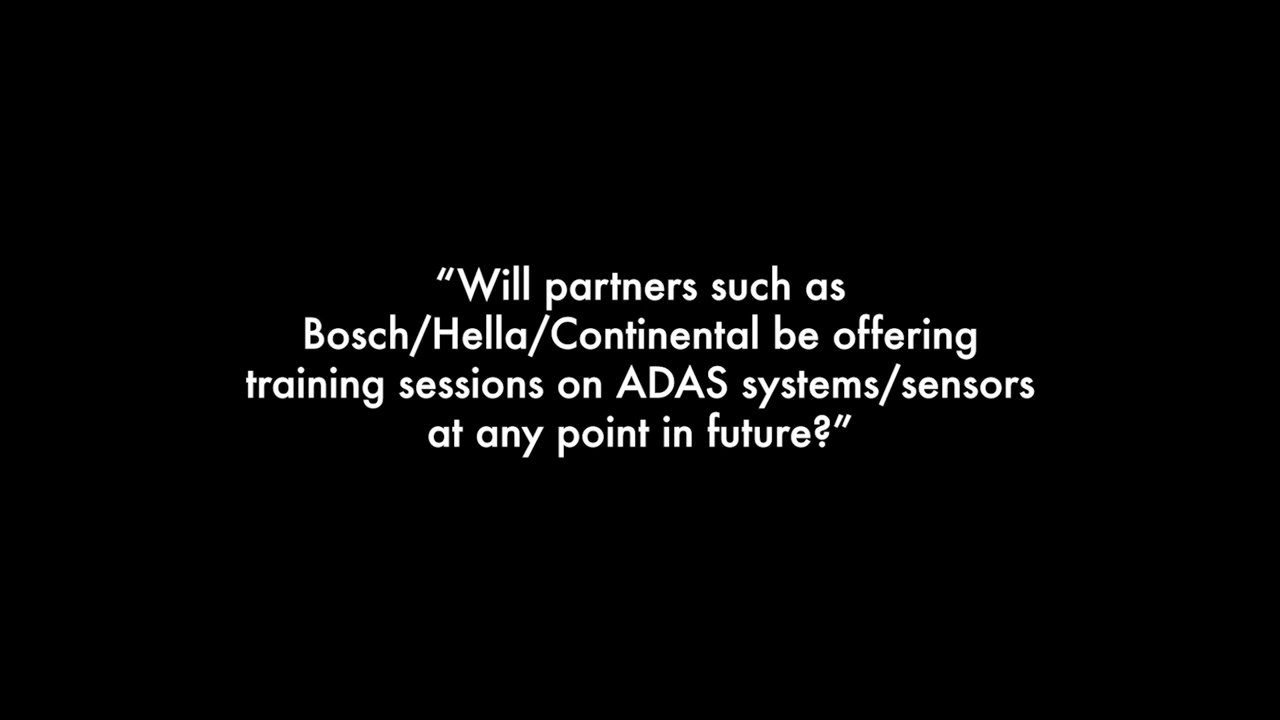 “Will partners such as
Bosch/Hella/Continental be offering
training sessions on ADAS systems/sensors
at any point in future?”